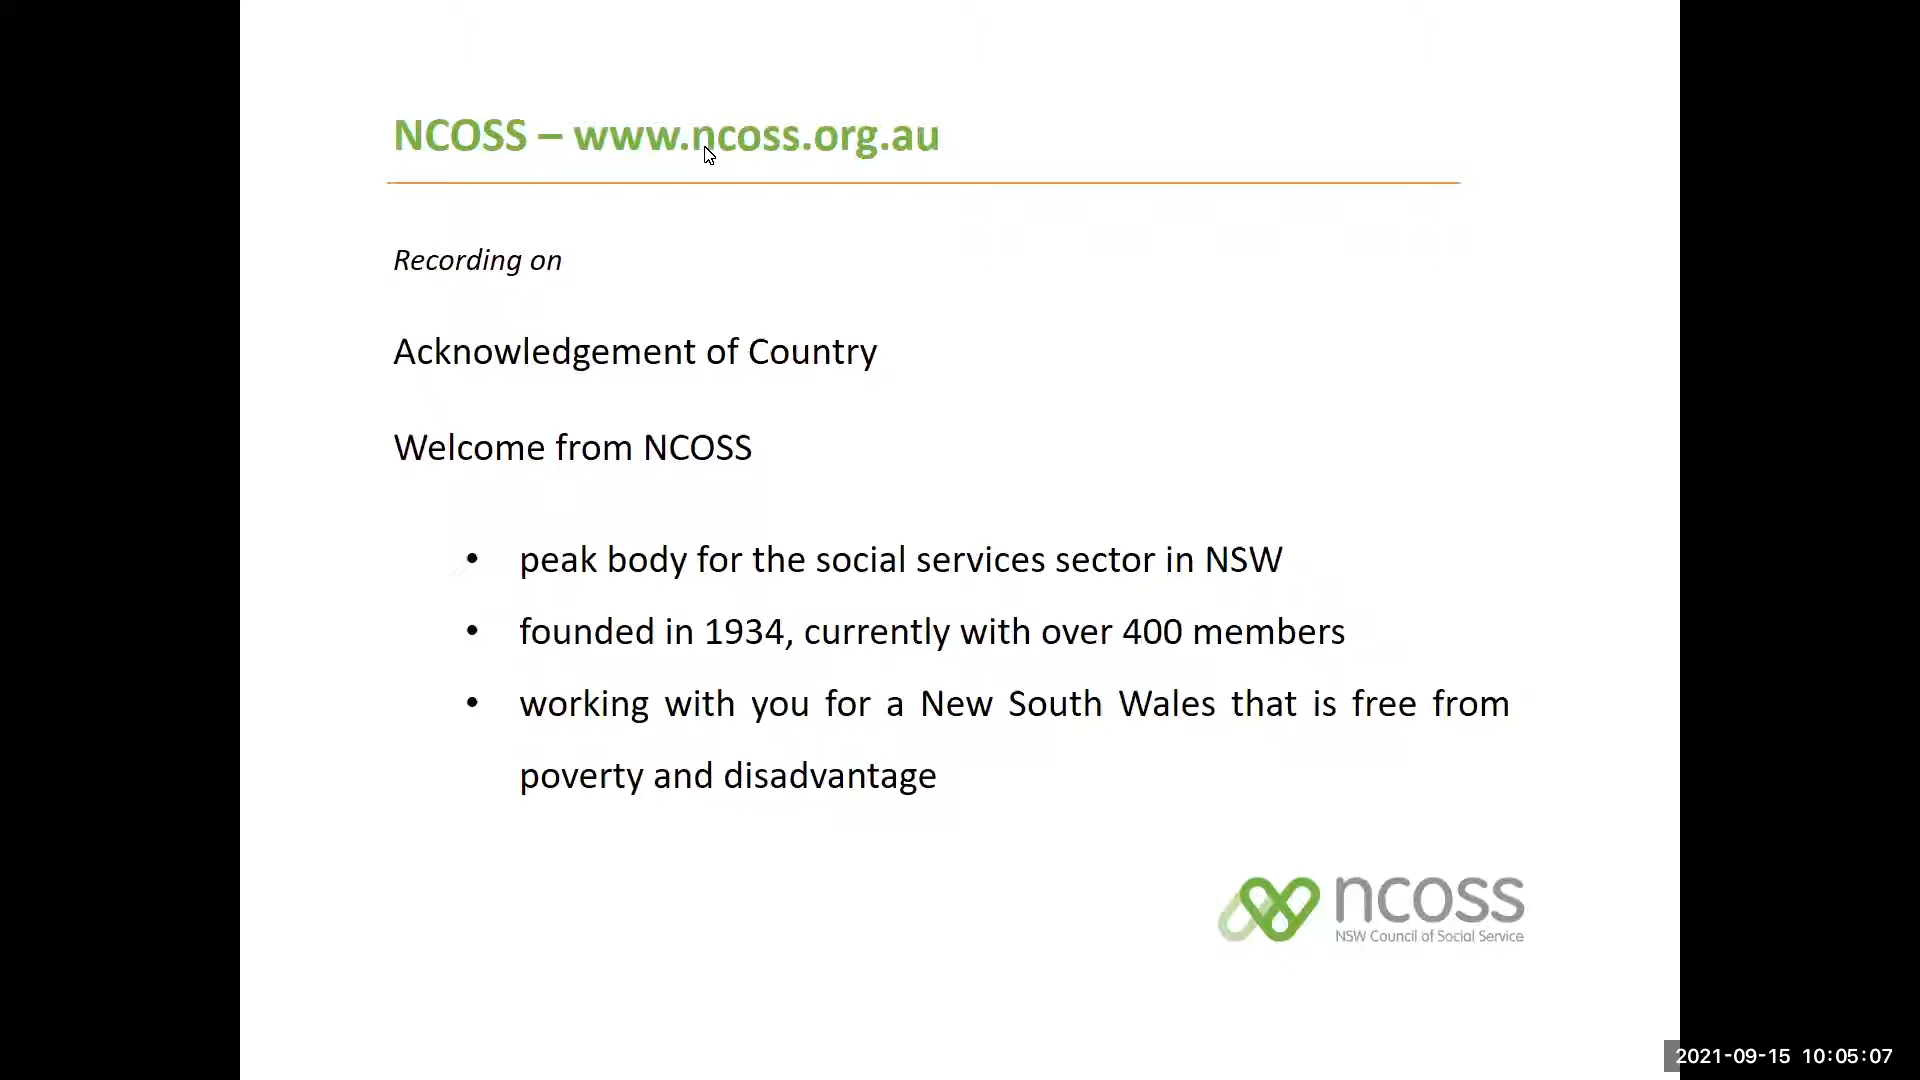 NCOSS – www.ncoss.org.au
Recording on
Acknowledgement of Country
Welcome from NCOSS
• peak body for the social services sector in NSW
• founded in 1934, currently with over 400 members
• working with you for a New South Wales that is free from
poverty and disadvantage
ncoss
NSW Council of Social Service
2021-09-15 10:05:07